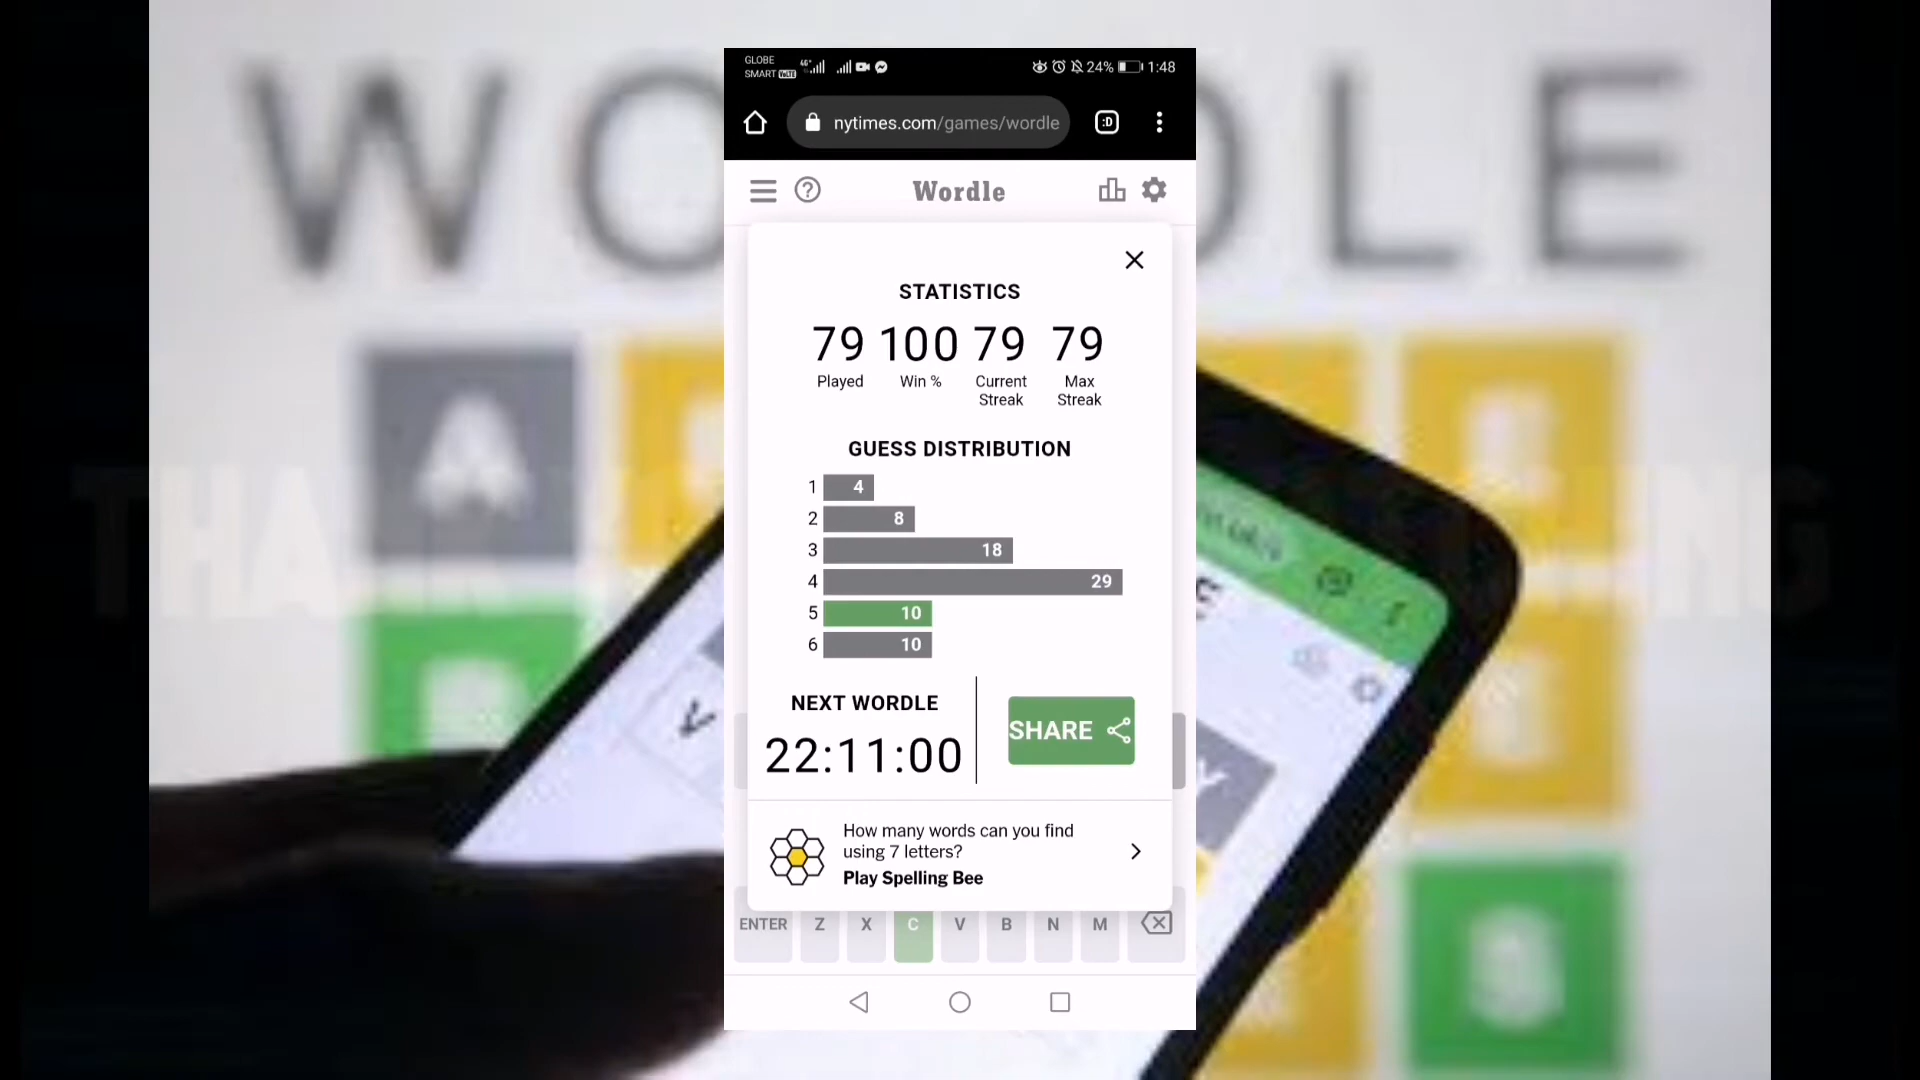 GLOBE
SMART VoLTE 4G+ 24% 1:48
nytimes.com/games/wordle :D
Wordle
STATISTICS
79 100 79 79
Played Win % Current Streak Max Streak
GUESS DISTRIBUTION
1 4
2 8
3 18
4 29
5 10
6 10
NEXT WORDLE
22:11:00
SHARE
How many words can you find
using 7 letters?
Play Spelling Bee
ENTER Z X C V B N M